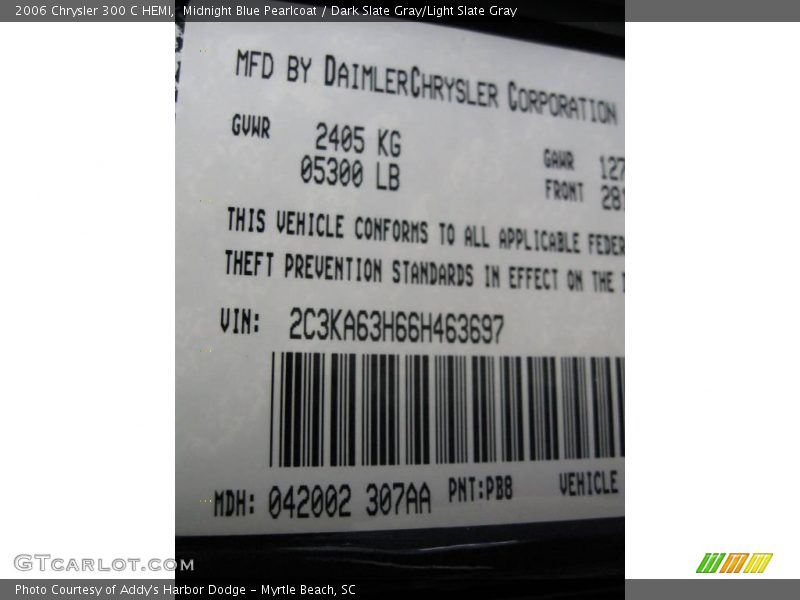 2006 Chrysler 300 C HEMI, Midnight Blue Pearlcoat / Dark Slate Gray/Light Slate Gray
MFD BY DAIMLERCHRYSLER CORPORATION
GVWR 2405 KG GAWR 127
05300 LB FRONT 281
THIS VEHICLE CONFORMS TO ALL APPLICABLE FEDER
THEFT PREVENTION STANDARDS IN EFFECT ON THE
VIN: 2C3KA63H66H463697
MDH: 042002 307AA PNT:PB8 VEHICLE
GTCARLOT.COM
Photo Courtesy of Addy's Harbor Dodge - Myrtle Beach, SC